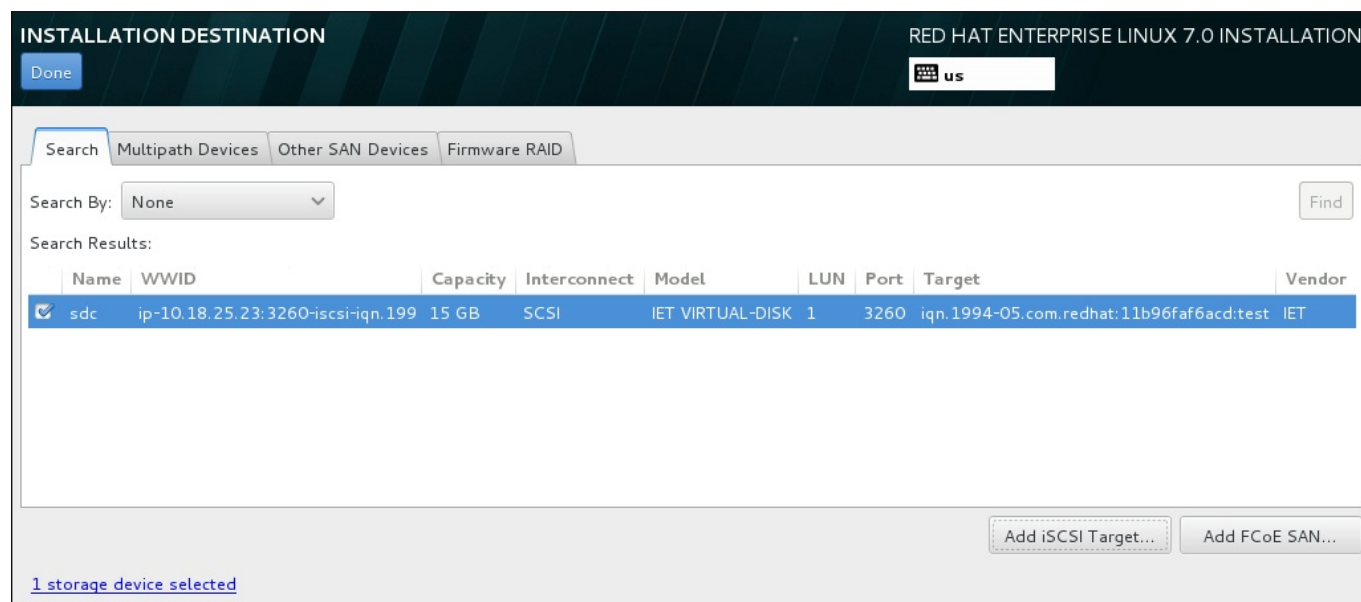 INSTALLATION DESTINATION
RED HAT ENTERPRISE LINUX 7.0 INSTALLATION
Done
us
Search Multipath Devices Other SAN Devices Firmware RAID
Search By: None Find
Search Results:
Name WWID Capacity Interconnect Model LUN Port Target Vendor
sdc ip-10.18.25.23:3260-iscsi-iqn.199 15 GB SCSI IET VIRTUAL-DISK 1 3260 iqn.1994-05.com.redhat:11b96faf6acd:test IET
Add iSCSI Target... Add FCoE SAN...
1 storage device selected